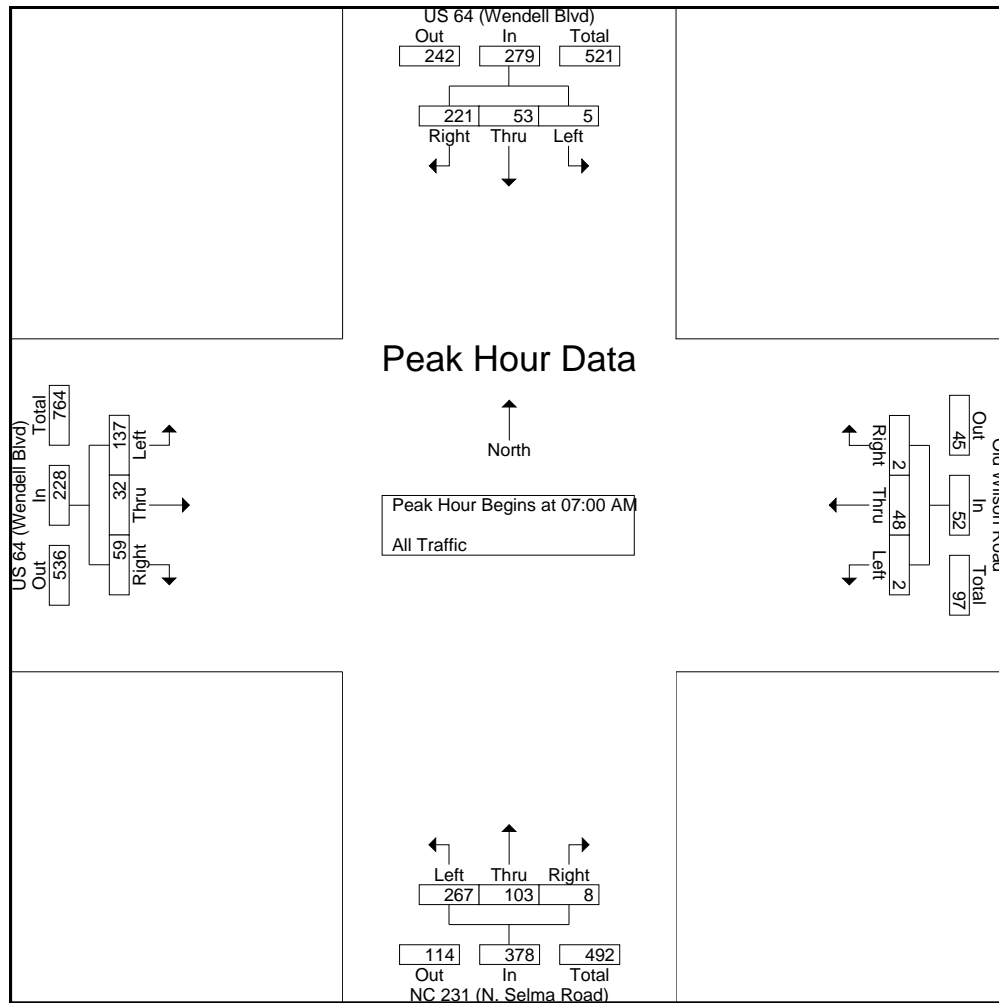 US 64 (Wendell Blvd)
Out In Total
242 279 521
221 53 5
Right Thru Left
Peak Hour Data
North
Peak Hour Begins at 07:00 AM
All Traffic
US 64 (Wendell Blvd)
Out In Total
536 228 764
59 32 137
Right Thru Left
Old Wilson Road
Out In Total
45 52 97
Right Thru Left
2 48 2
Left Thru Right
267 103 8
114 378 492
Out In Total
NC 231 (N. Selma Road)